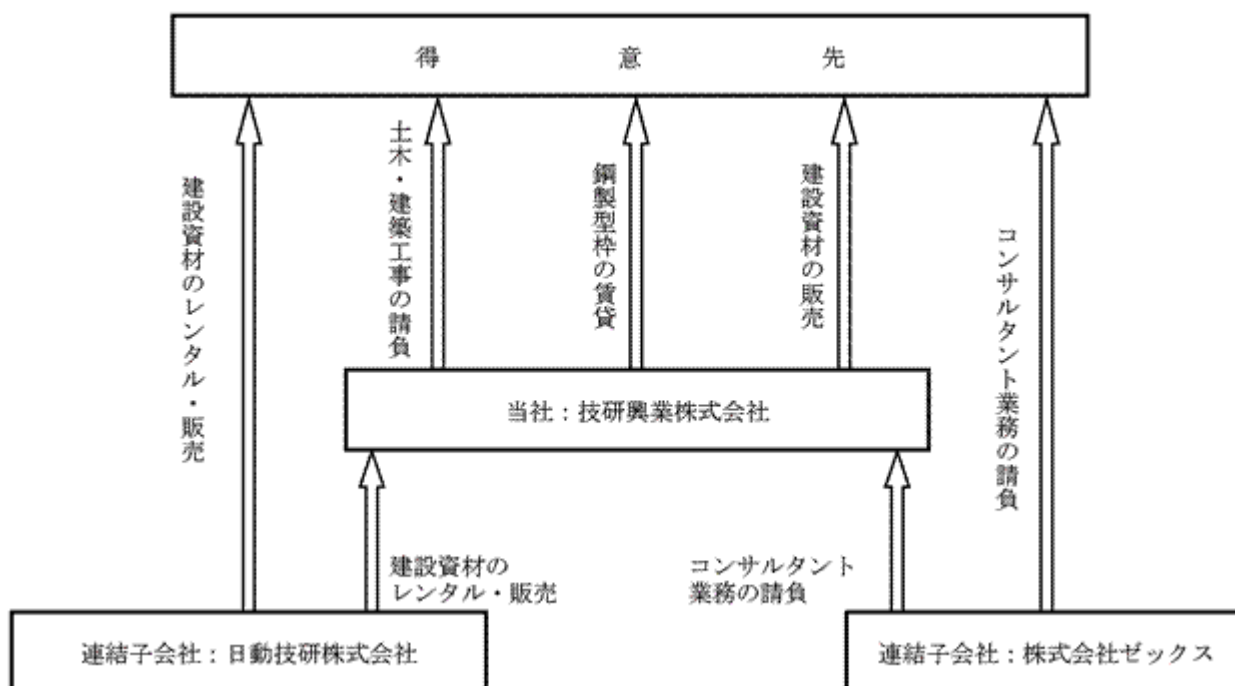 得意先
建設資材のレンタル・販売
土木・建築工事の請負
鋼製型枠の賃貸
建設資材の販売
コンサルタント業務の請負
当社：技研興業株式会社
建設資材の
レンタル・販売
コンサルタント
業務の請負
連結子会社：日動技研株式会社
連結子会社：株式会社ゼックス